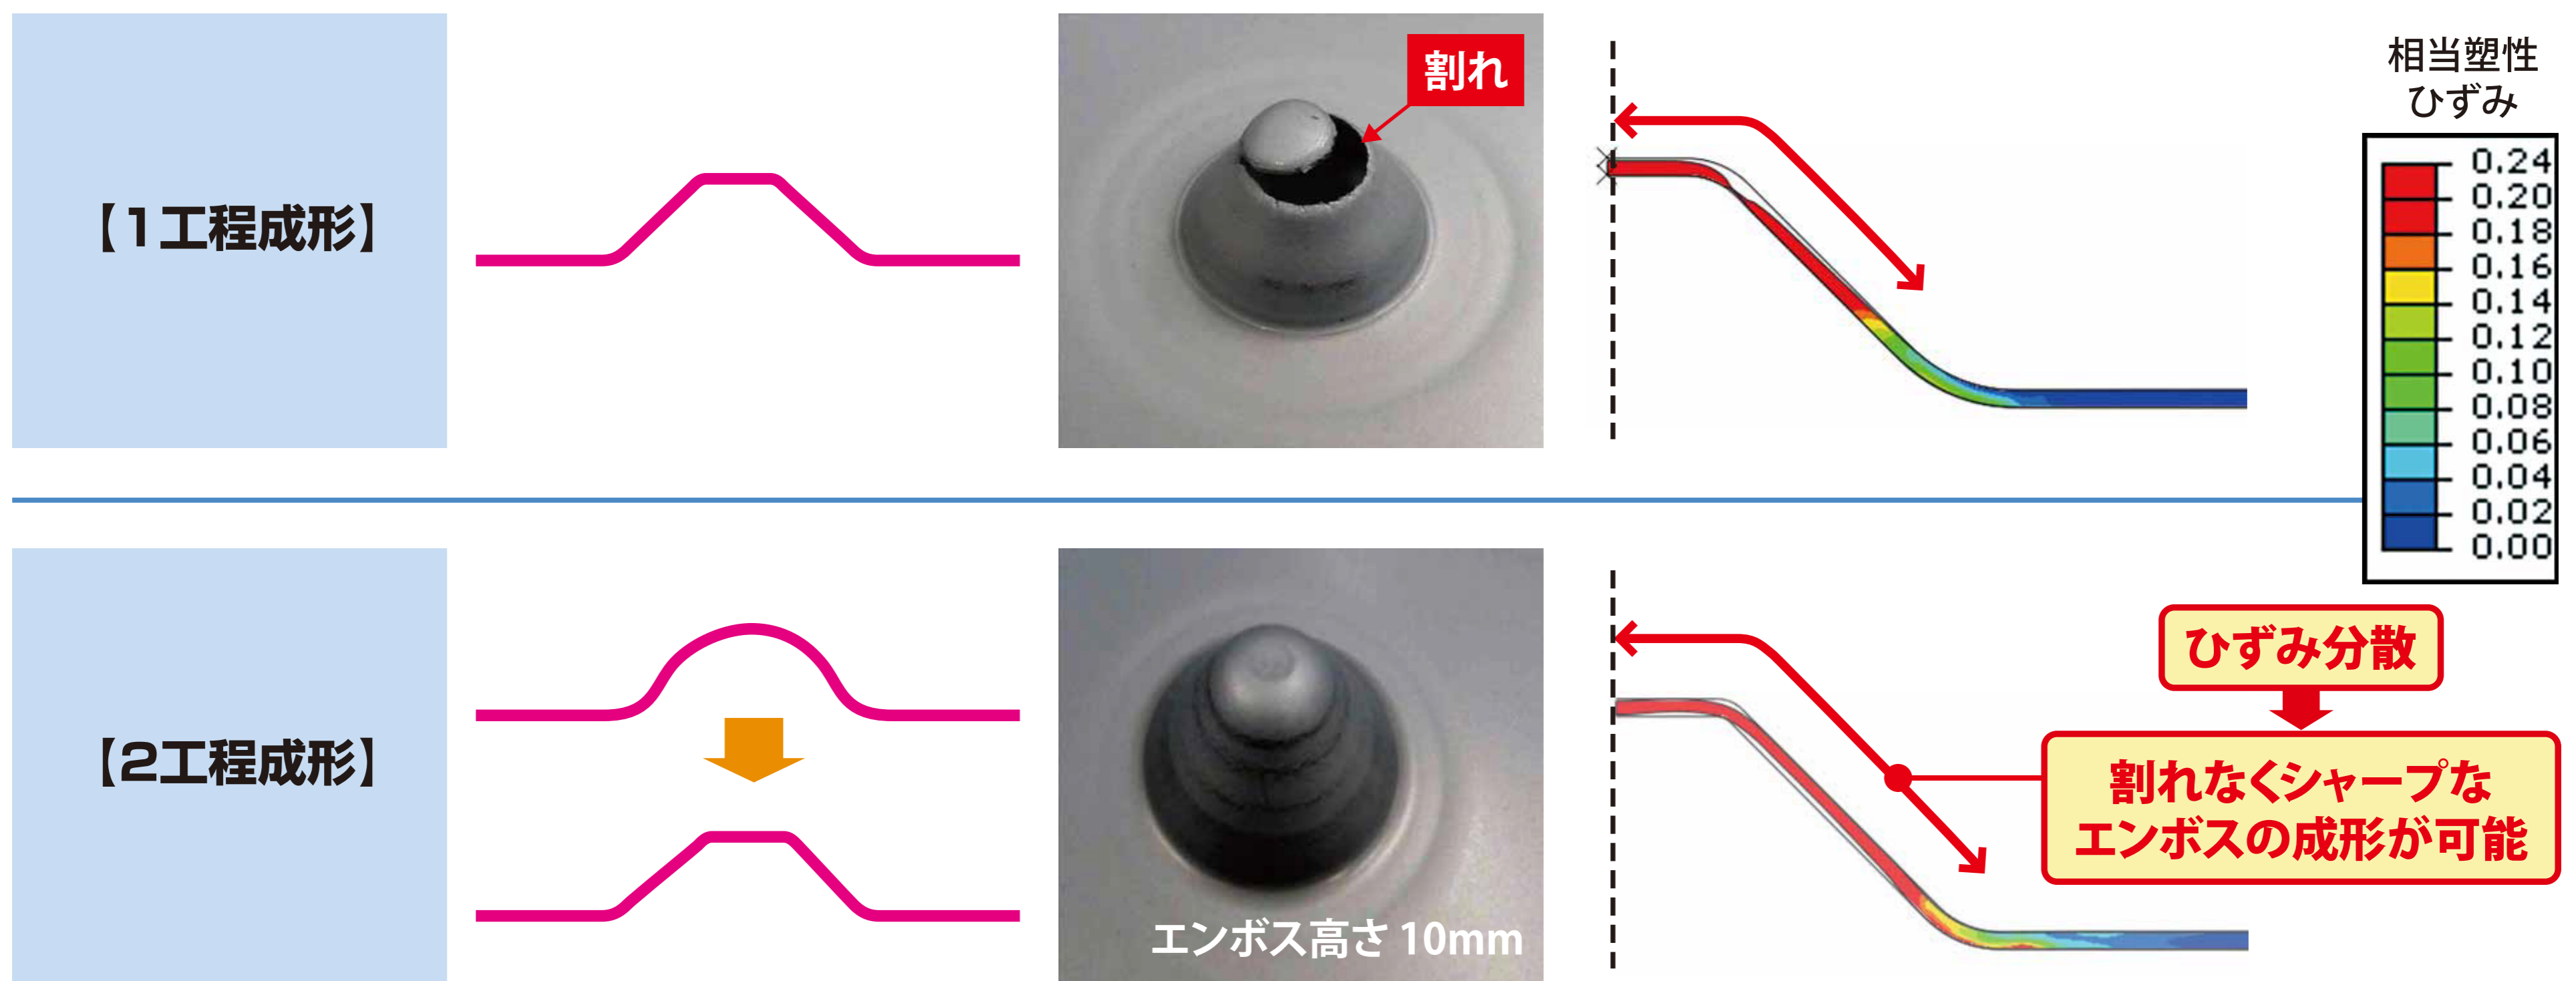 【1工程成形】
割れ
相当塑性
ひずみ
0.24
0.20
0.18
0.16
0.14
0.12
0.10
0.08
0.06
0.04
0.02
0.00
【2工程成形】
エンボス高さ 10mm
ひずみ分散
割れなくシャープな
エンボスの成形が可能